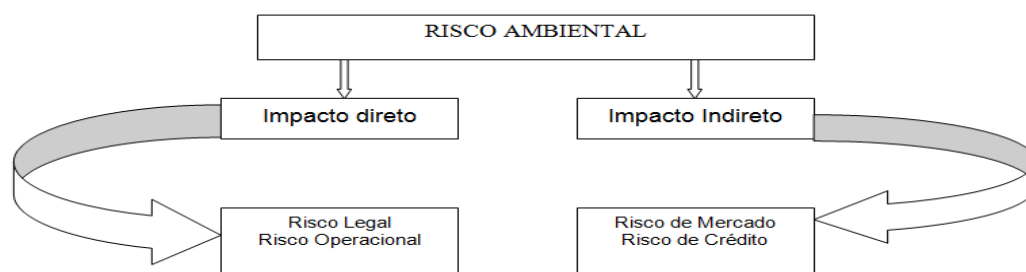 RISCO AMBIENTAL
Impacto direto
Impacto Indireto
Risco Legal
Risco Operacional
Risco de Mercado
Risco de Crédito